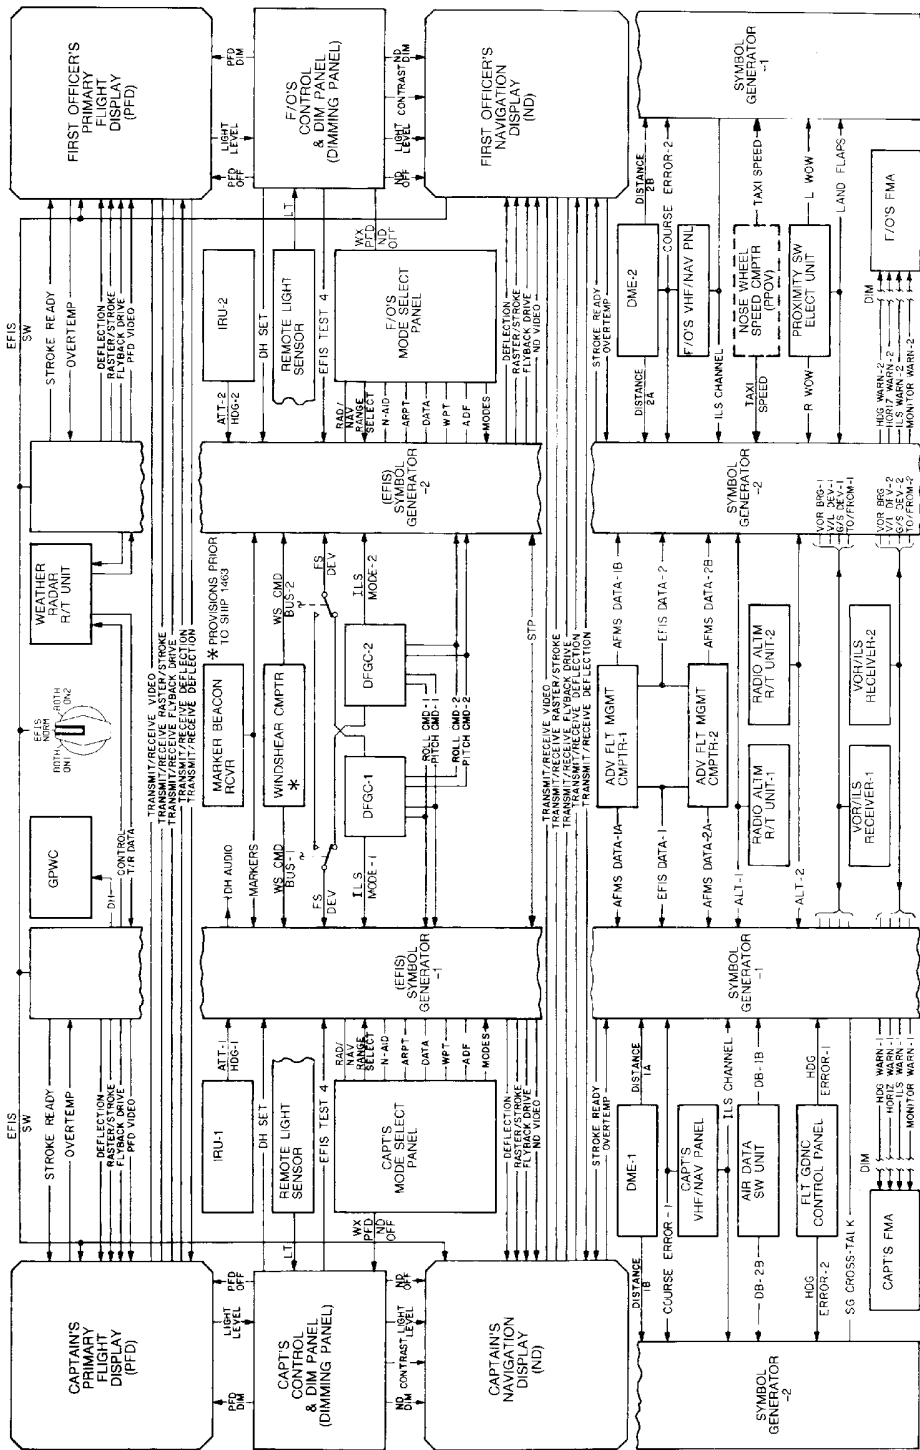 CAPTAIN'S
PRIMARY
FLIGHT
DISPLAY
(PFD)
EFIS
SW
STROKE READY
OVERTEMP
DEFLECTION
RASTER/STROKE
FLYBACK DRIVE
PFD VIDEO
GPWC
DH
CONTROL
T/R DATA
BOTH
ON 1
EFIS
NORM
BOTH
ON 2
WEATHER
RADAR
R/T UNIT
EFIS
SW
STROKE READY
OVERTEMP
DEFLECTION
RASTER/STROKE
FLYBACK DRIVE
PFD VIDEO
FIRST OFFICER'S
PRIMARY
FLIGHT
DISPLAY
(PFD)
TRANSMIT/RECEIVE VIDEO
TRANSMIT/RECEIVE RASTER/STROKE
TRANSMIT/RECEIVE FLYBACK DRIVE
TRANSMIT/RECEIVE DEFLECTION
TRANSMIT/RECEIVE DEFLECTION
PFD
DIM
LIGHT
LEVEL
PFD
OFF
CAPT'S
CONTROL
& DIM PANEL
(DIMMING PANEL)
ND
DIM
ND CONTRAST
LIGHT
LEVEL
ND
OFF
LT
WX
PFD
ND
OFF
IRU-1
ATT-1
HDG-1
DH SET
REMOTE LIGHT
SENSOR
EFIS TEST 4
CAPT'S
MODE SELECT
PANEL
RAD/
NAV
RANGE
SELECT
N-AID
ARPT
DATA
WPT
ADF
MODES
(EFIS)
SYMBOL
GENERATOR
-1
DH AUDIO
MARKERS
MARKER BEACON
RCVR
* PROVISIONS PRIOR
TO SHIP 1463
WS CMD
BUS-1
WINDSHEAR CMPTR
*
WS CMD
BUS-2
FS
DEV
FS
DEV
ILS
MODE-1
DFGC-1
DFGC-2
ILS
MODE-2
ROLL CMD-1
PITCH CMD-1
ROLL CMD-2
PITCH CMD-2
STP
(EFIS)
SYMBOL
GENERATOR
-2
IRU-2
ATT-2
HDG-2
DH SET
REMOTE LIGHT
SENSOR
EFIS TEST 4
F/O'S
MODE SELECT
PANEL
RAD/
NAV
RANGE
SELECT
N-AID
ARPT
DATA
WPT
ADF
MODES
LT
WX
PFD
ND
OFF
PFD
OFF
LIGHT
LEVEL
PFD
DIM
F/O'S
CONTROL
& DIM PANEL
(DIMMING PANEL)
ND
OFF
LIGHT
LEVEL
CONTRAST
ND
DIM
CAPTAIN'S
NAVIGATION
DISPLAY
(ND)
DEFLECTION
RASTER/STROKE
FLYBACK DRIVE
ND VIDEO
DEFLECTION
RASTER/STROKE
FLYBACK DRIVE
ND VIDEO
FIRST OFFICER'S
NAVIGATION
DISPLAY
(ND)
TRANSMIT/RECEIVE VIDEO
TRANSMIT/RECEIVE RASTER/STROKE
TRANSMIT/RECEIVE FLYBACK DRIVE
TRANSMIT/RECEIVE DEFLECTION
TRANSMIT/RECEIVE DEFLECTION
STROKE READY
OVERTEMP
STROKE READY
OVERTEMP
SYMBOL
GENERATOR
-2
DISTANCE
1B
DME-1
DISTANCE
1A
COURSE ERROR-1
CAPT'S
VHF/NAV PANEL
ILS CHANNEL
DB-2B
AIR DATA
SW UNIT
DB-1B
HDG
ERROR-2
FLT GDNC
CONTROL PANEL
HDG
ERROR-1
SG CROSS-TALK
CAPT'S FMA
DIM
HDG WARN-1
HORIZ WARN-1
ILS WARN-1
MONITOR WARN-1
SYMBOL
GENERATOR
-1
AFMS DATA-1A
ADV FLT MGMT
CMPTR-1
AFMS DATA-1B
EFIS DATA-1
EFIS DATA-2
AFMS DATA-2A
ADV FLT MGMT
CMPTR-2
AFMS DATA-2B
ALT-1
RADIO ALTM
R/T UNIT-1
RADIO ALTM
R/T UNIT-2
ALT-2
VOR/ILS
RECEIVER-1
VOR/ILS
RECEIVER-2
VOR BRG-1
V/L DEV-1
G/S DEV-1
TO/FROM-1
VOR BRG
V/L DEV-2
G/S DEV-2
TO/FROM-2
SYMBOL
GENERATOR
-2
DISTANCE
2A
DME-2
DISTANCE
2B
COURSE ERROR-2
F/O'S VHF/NAV PNL
ILS CHANNEL
TAXI
SPEED
NOSE WHEEL
SPEED CMPTR
(PPOV)
TAXI SPEED
R WOW
PROXIMITY SW
ELECT UNIT
L WOW
LAND FLAPS
DIM
HDG WARN-2
HORIZ WARN-2
ILS WARN-2
MONITOR WARN-2
F/O'S FMA
SYMBOL
GENERATOR
-1